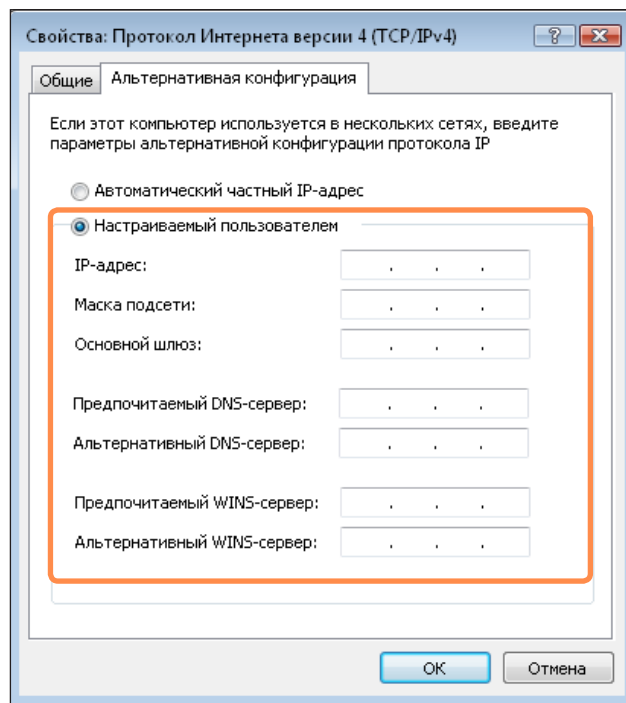 Свойства: Протокол Интернета версии 4 (TCP/IPv4)
Общие
Альтернативная конфигурация
Если этот компьютер используется в нескольких сетях, введите
параметры альтернативной конфигурации протокола IP
Автоматический частный IP-адрес
Настраиваемый пользователем
IP-адрес: . . .
Маска подсети: . . .
Основной шлюз: . . .
Предпочитаемый DNS-сервер: . . .
Альтернативный DNS-сервер: . . .
Предпочитаемый WINS-сервер: . . .
Альтернативный WINS-сервер: . . .
ОК
Отмена